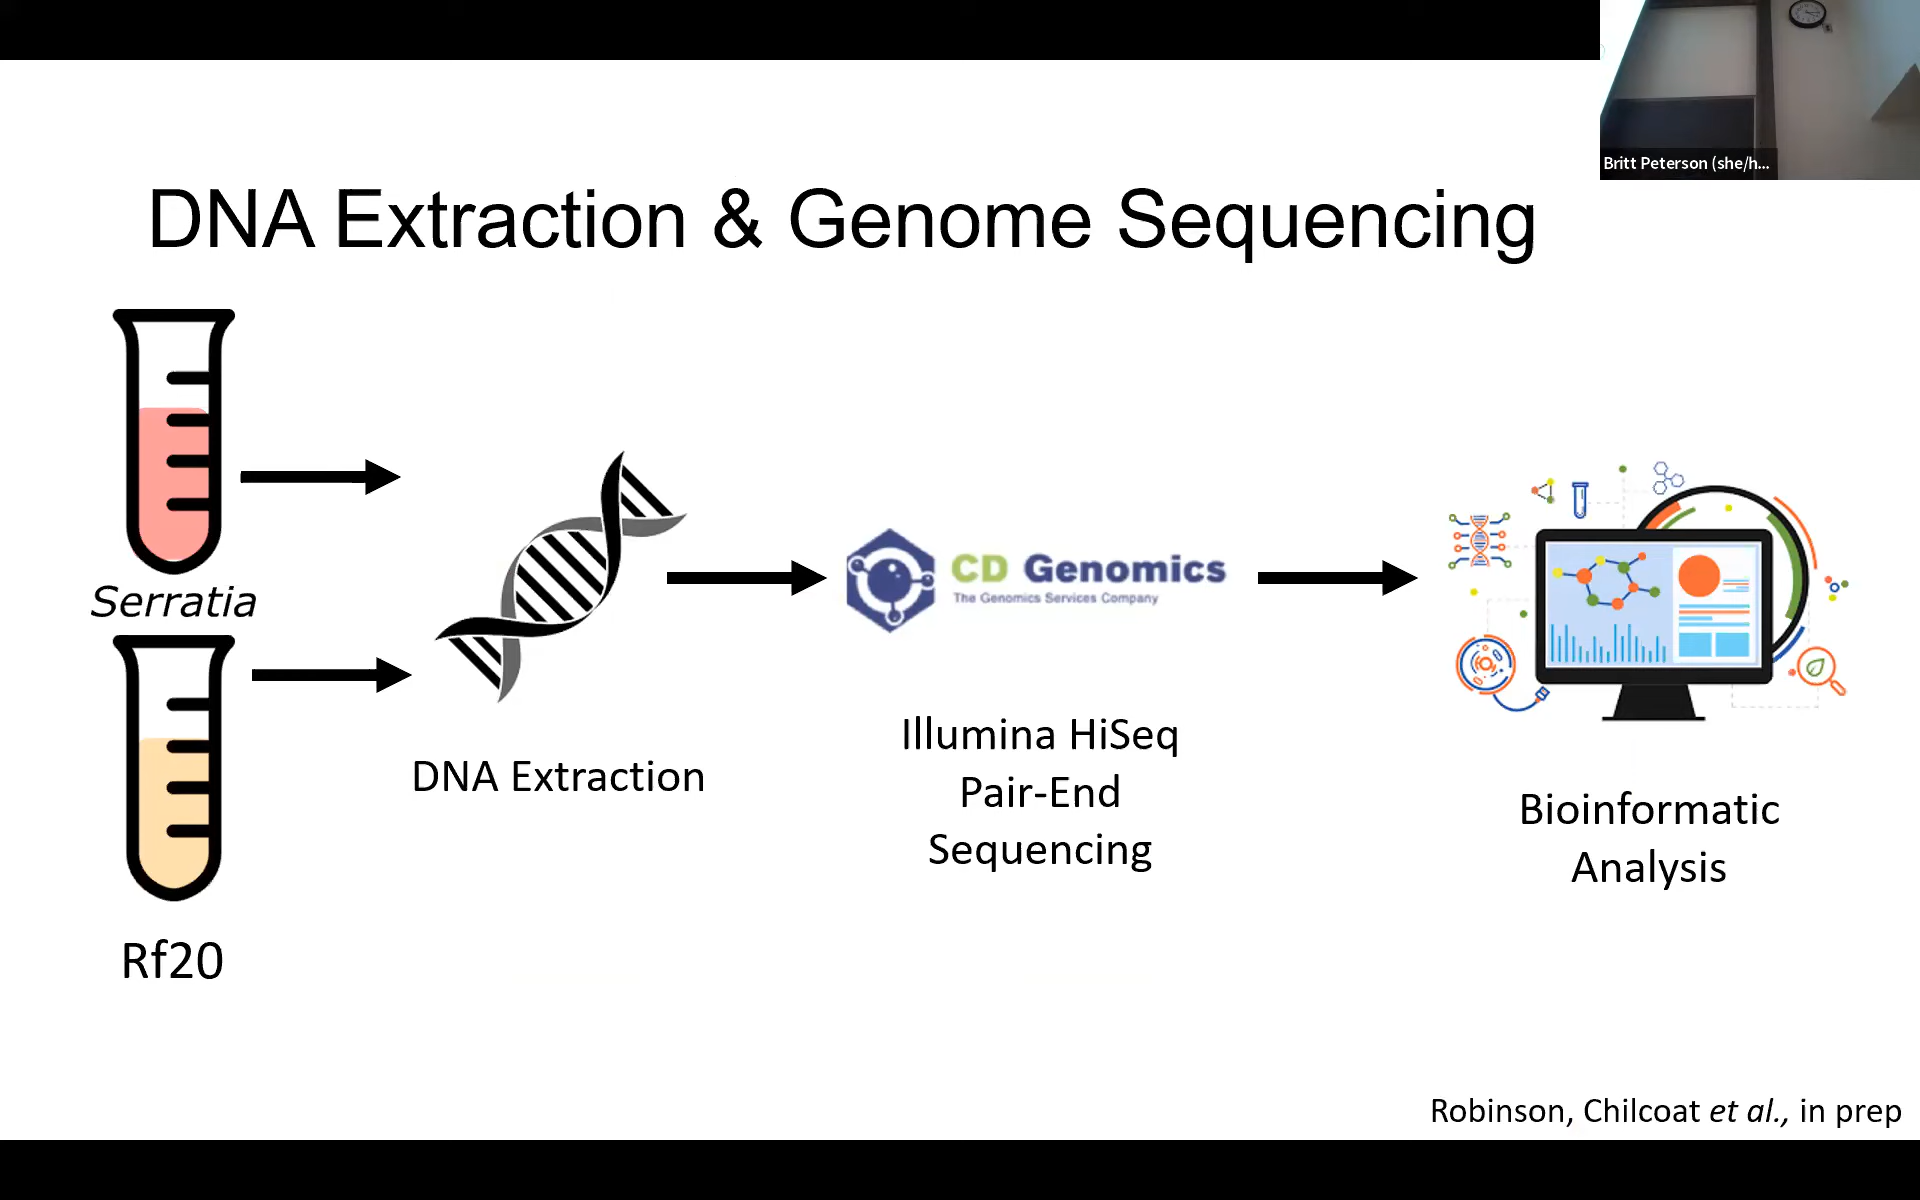 Britt Peterson (she/h...
DNA Extraction & Genome Sequencing
Serratia
Rf20
DNA Extraction
CD Genomics
The Genomics Services Company
Illumina HiSeq
Pair-End
Sequencing
Bioinformatic
Analysis
Robinson, Chilcoat et al., in prep